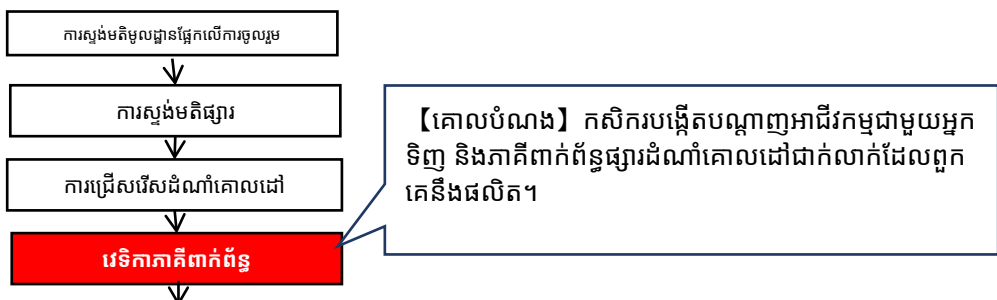 ការស្ទង់មតិមូលដ្ឋានផ្អែកលើការចូលរួម
ការស្ទង់មតិផ្សារ
ការជ្រើសរើសដំណាំគោលដៅ
វេទិកាភាគីពាក់ព័ន្ធ
【គោលបំណង】 កសិករបង្កើតបណ្តាញអាជីវកម្មជាមួយអ្នក
ទិញ និងភាគីពាក់ព័ន្ធផ្សារដំណាំគោលដៅជាក់លាក់ដែលពួក
គេនឹងផលិត។